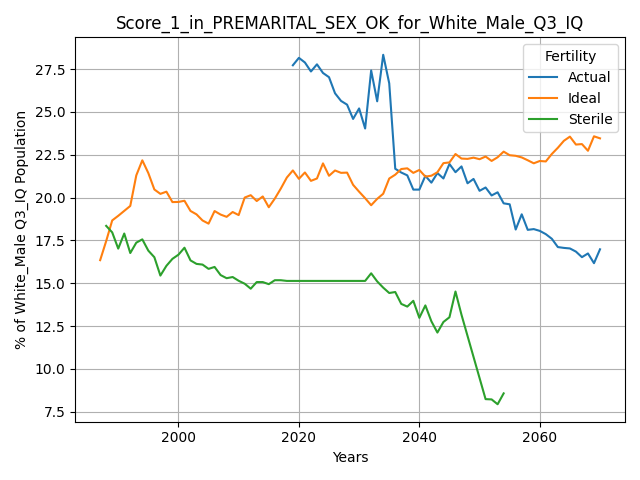 Score_1_in_PREMARITAL_SEX_OK_for_White_Male_Q3_IQ
% of White_Male Q3_IQ Population
27.5
25.0
22.5
20.0
17.5
15.0
12.5
10.0
7.5
Fertility
Actual
Ideal
Sterile
2000
2020
2040
2060
Years